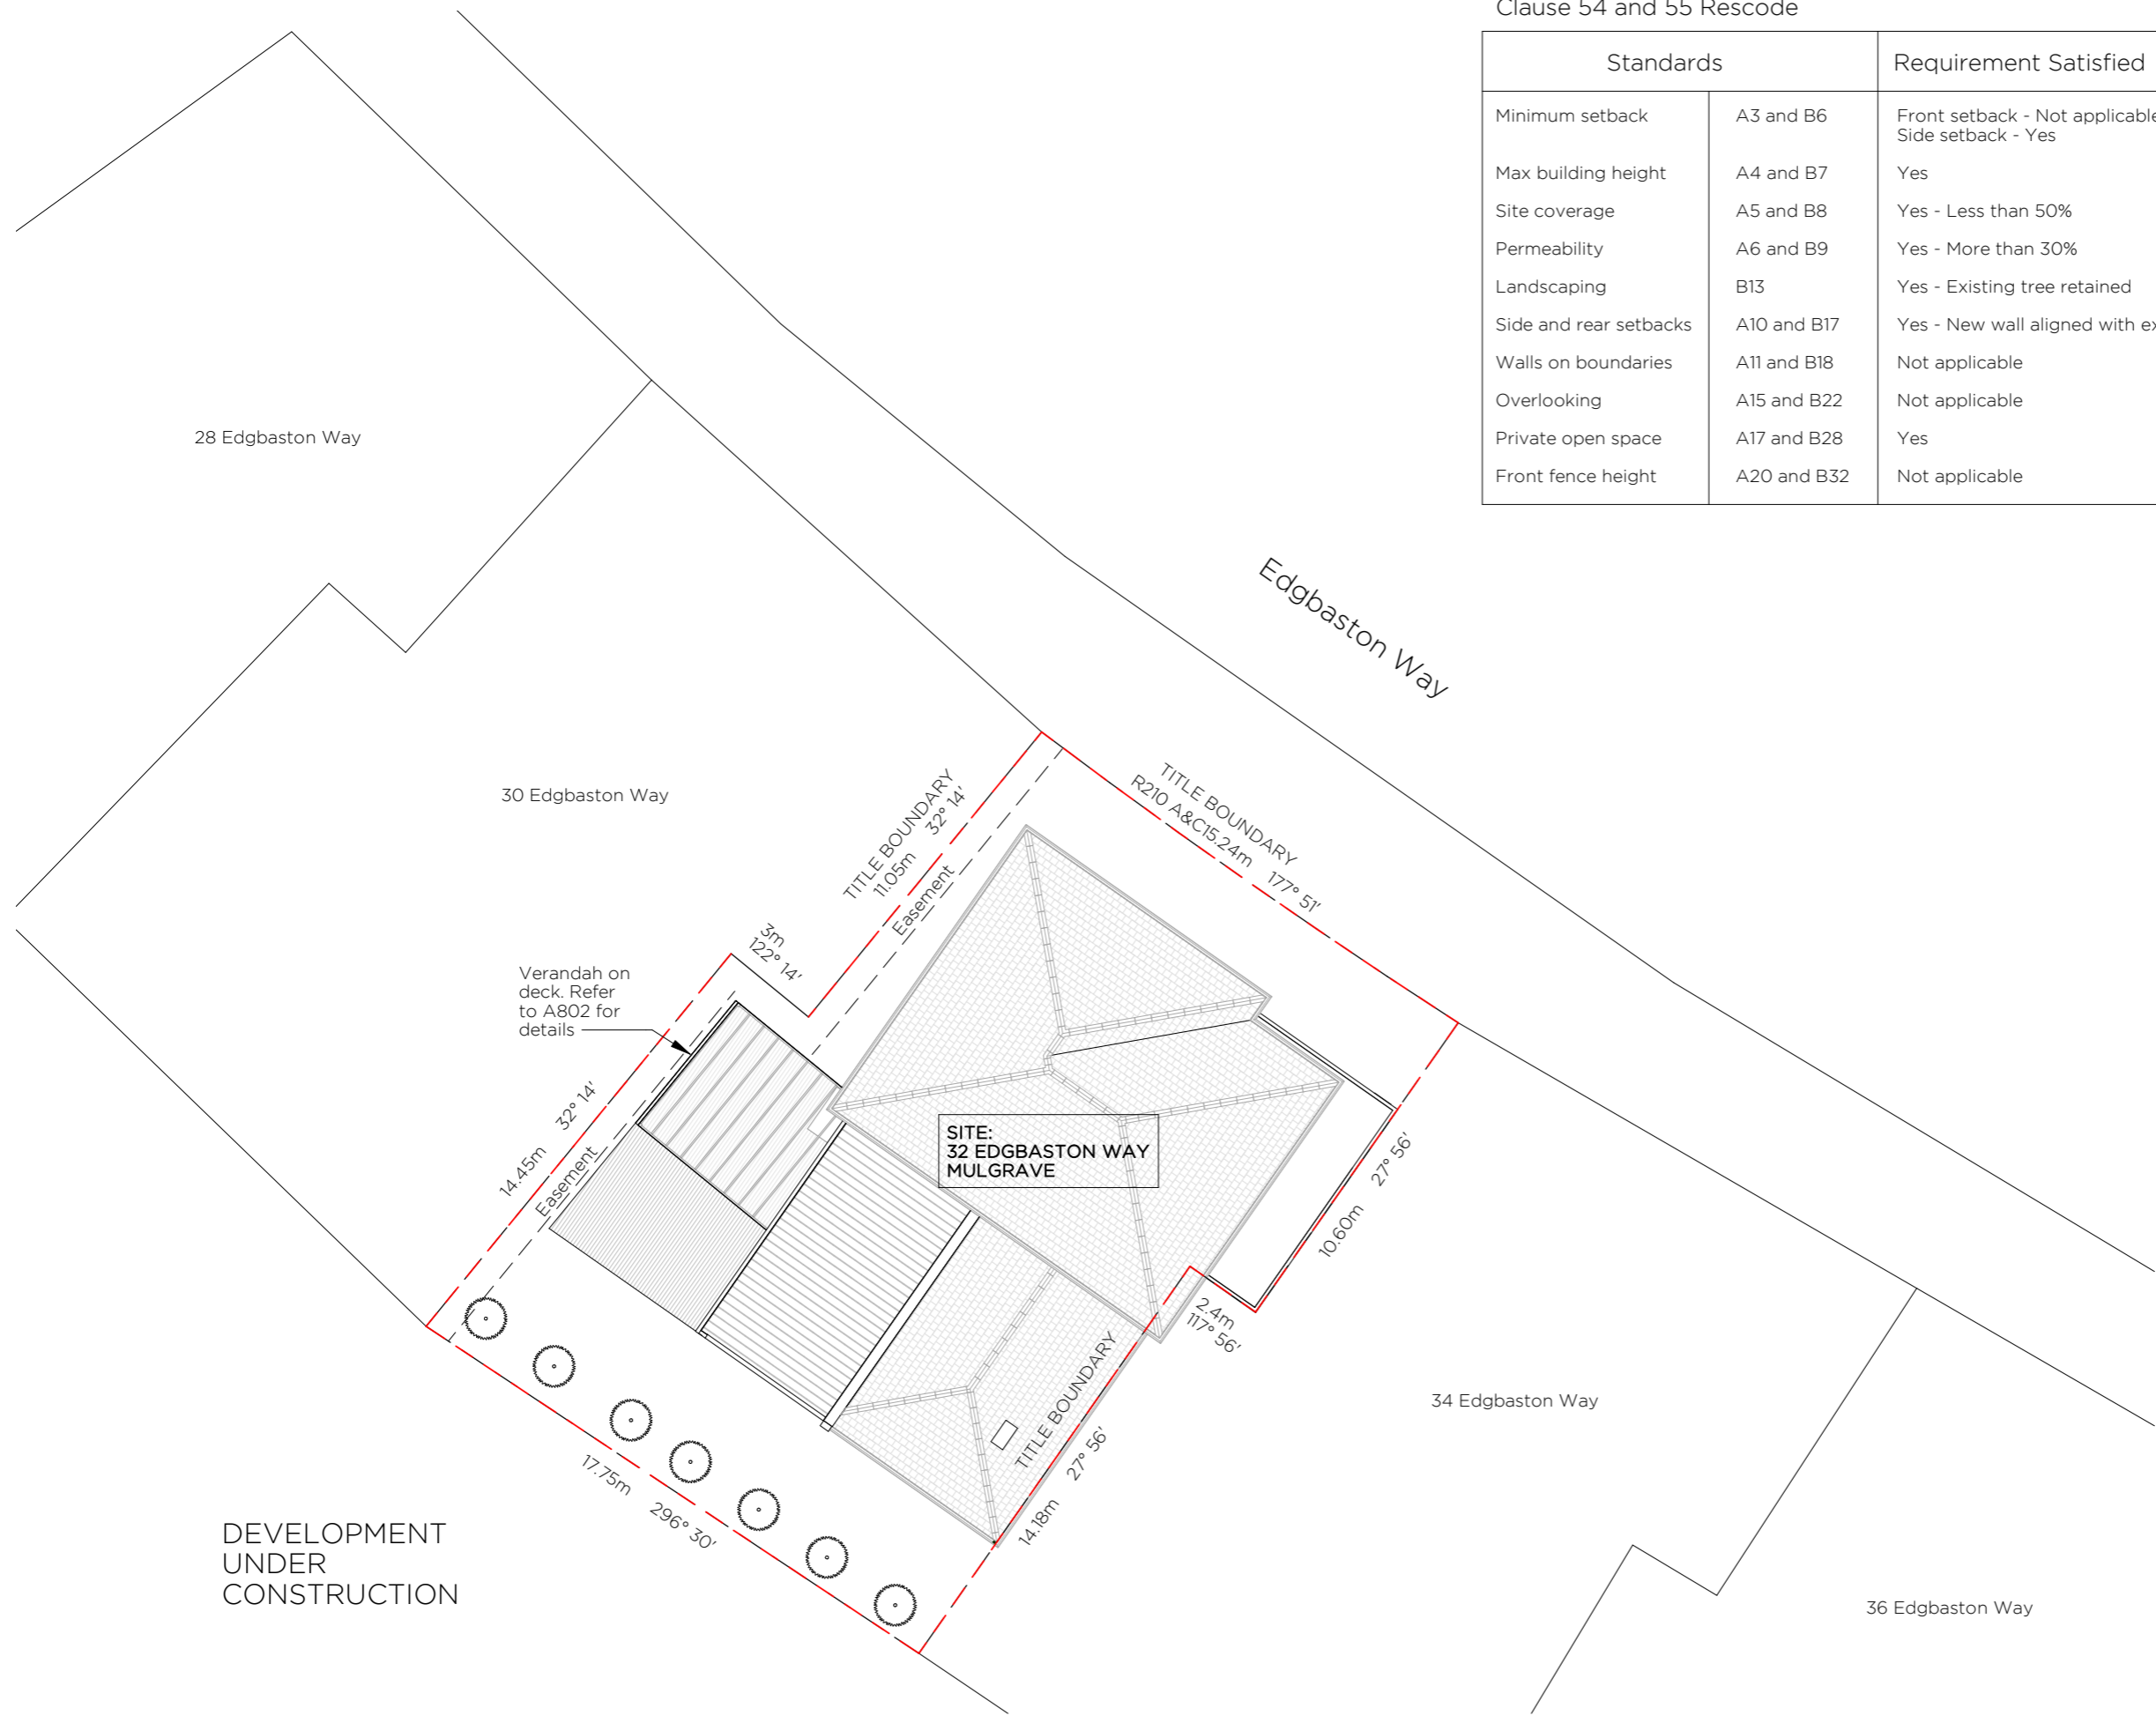 Clause 54 and 55 Rescode
Standards Requirement Satisfied
Minimum setback A3 and B6 Front setback - Not applicable
Side setback - Yes
Max building height A4 and B7 Yes
Site coverage A5 and B8 Yes - Less than 50%
Permeability A6 and B9 Yes - More than 30%
Landscaping B13 Yes - Existing tree retained
Side and rear setbacks A10 and B17 Yes - New wall aligned with
Walls on boundaries A11 and B18 Not applicable
Overlooking A15 and B22 Not applicable
Private open space A17 and B28 Yes
Front fence height A20 and B32 Not applicable
28 Edgbaston Way
Edgbaston Way
30 Edgbaston Way
TITLE BOUNDARY
11.05m 32° 14'
Easement
TITLE BOUNDARY
R210 A&C15.24m 177° 51'
3m
122° 14'
Verandah on
deck. Refer
to A802 for
details
14.45m 32° 14'
Easement
SITE:
32 EDGBASTON WAY
MULGRAVE
10.60m 27° 56'
2.4m
117° 56'
TITLE BOUNDARY
14.18m 27° 56'
34 Edgbaston Way
17.75m 296° 30'
DEVELOPMENT
UNDER
CONSTRUCTION
36 Edgbaston Way